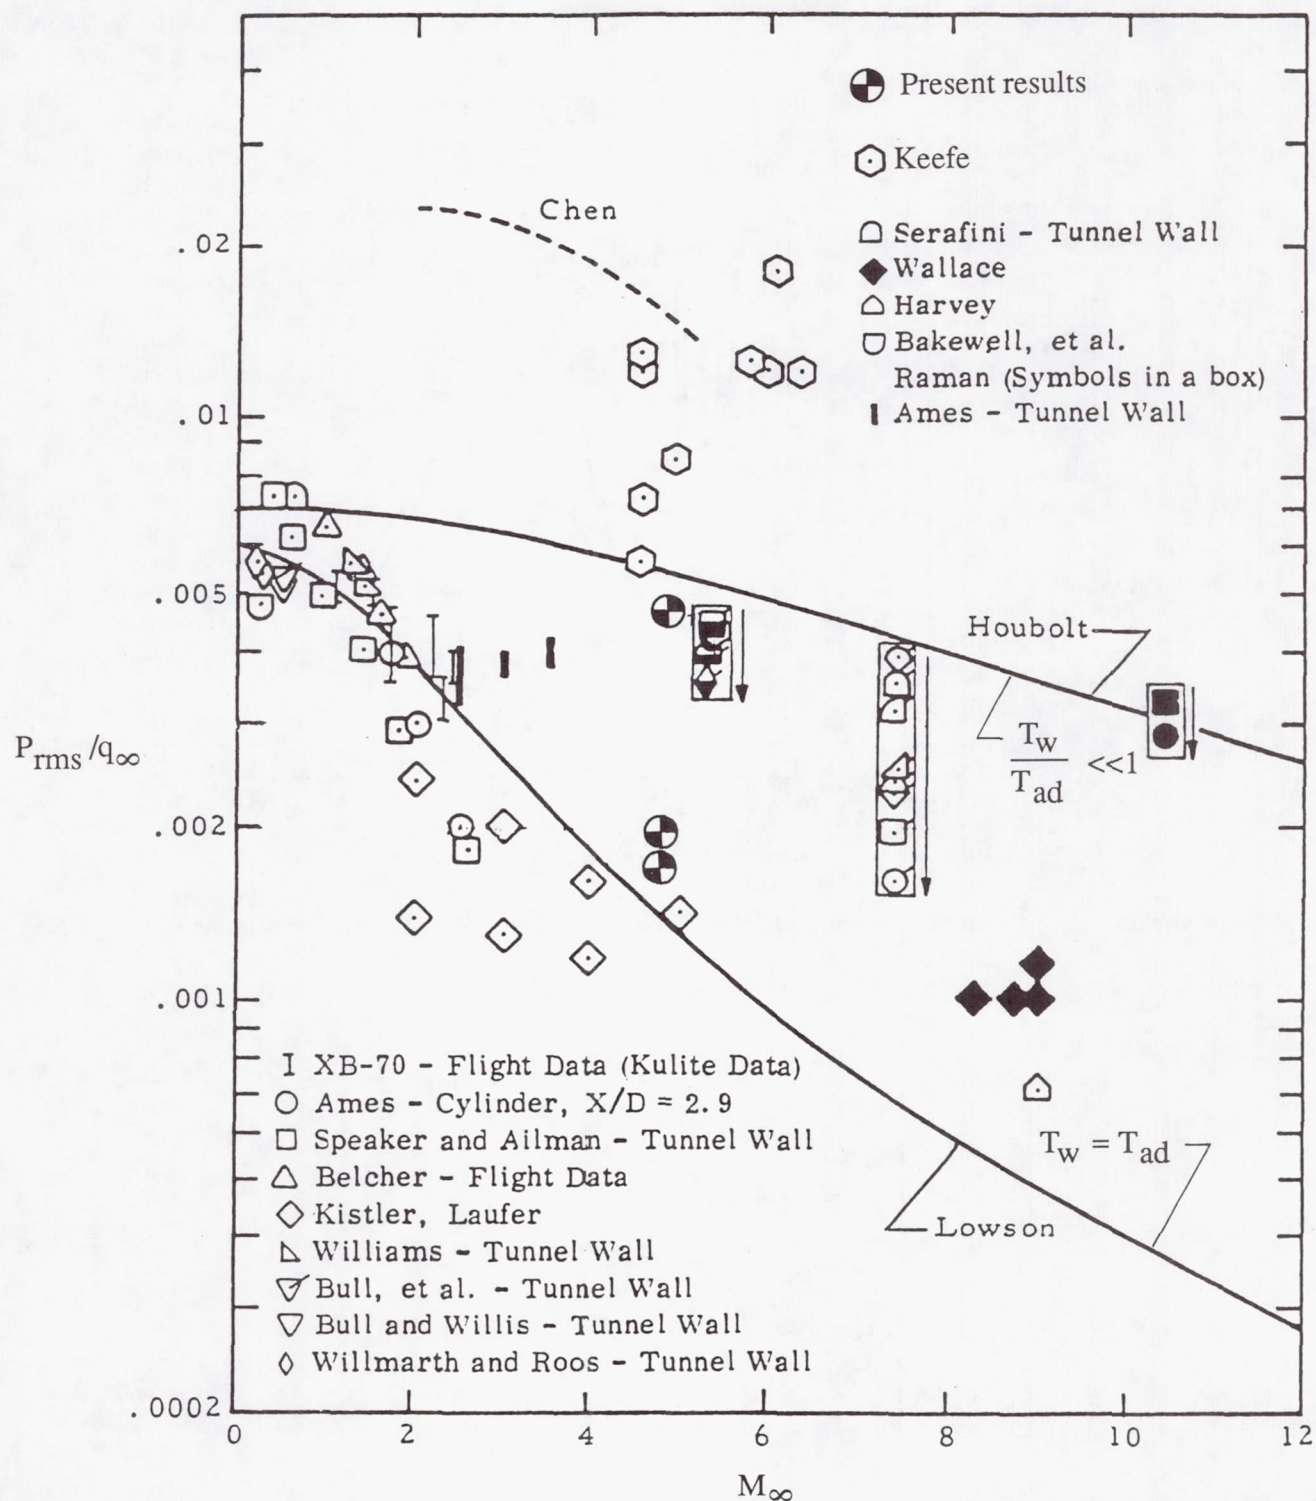 Present results
Keefe
Chen
Serafini - Tunnel Wall
Wallace
Harvey
Bakewell, et al.
Raman (Symbols in a box)
Ames - Tunnel Wall
.02
.01
.005
.002
.001
.0002
P_rms/q_∞
Houbolt
T_w
T_ad
<<1
I XB-70 - Flight Data (Kulite Data)
Ames - Cylinder, X/D = 2.9
Speaker and Ailman - Tunnel Wall
Belcher - Flight Data
Kistler, Laufer
Williams - Tunnel Wall
Bull, et al. - Tunnel Wall
Bull and Willis - Tunnel Wall
Willmarth and Roos - Tunnel Wall
T_w = T_ad
Lowson
0 2 4 6 8 10 12
M_∞